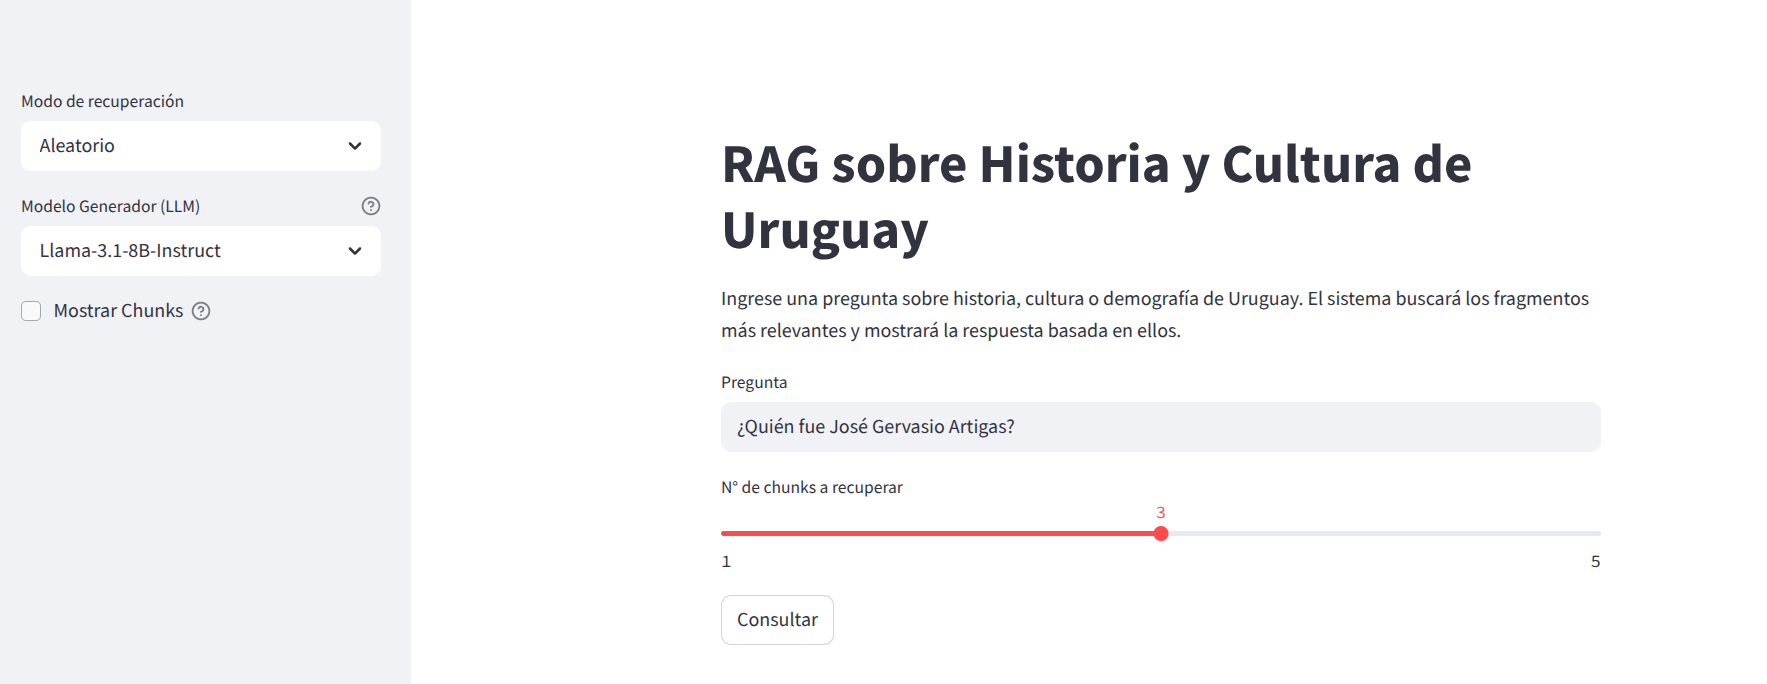 Modo de recuperación
Aleatorio
Modelo Generador (LLM)
Llama-3.1-8B-Instruct
Mostrar Chunks
RAG sobre Historia y Cultura de
Uruguay
Ingrese una pregunta sobre historia, cultura o demografía de Uruguay. El sistema buscará los fragmentos
más relevantes y mostrará la respuesta basada en ellos.
Pregunta
¿Quién fue José Gervasio Artigas?
N° de chunks a recuperar
3
1
5
Consultar